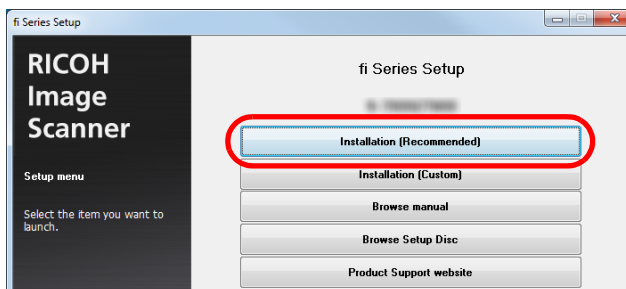 fi Series Setup
RICOH
Image
Scanner
Setup menu
Select the item you want to
launch.
fi Series Setup
Installation (Recommended)
Installation (Custom)
Browse manual
Browse Setup Disc
Product Support website